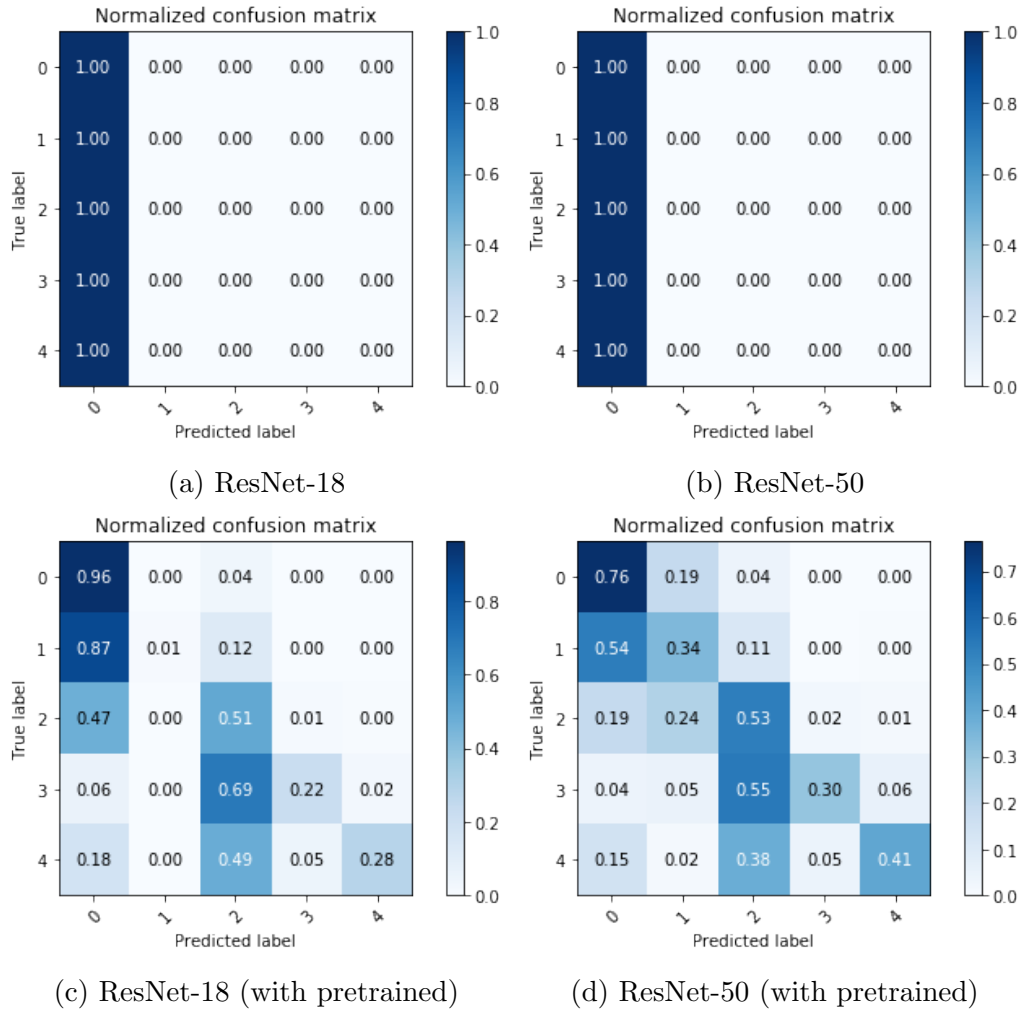 Normalized confusion matrix
True label
0 1.00 0.00 0.00 0.00 0.00
1 1.00 0.00 0.00 0.00 0.00
2 1.00 0.00 0.00 0.00 0.00
3 1.00 0.00 0.00 0.00 0.00
4 1.00 0.00 0.00 0.00 0.00
0 1 2 3 4
Predicted label
1.0
0.8
0.6
0.4
0.2
0.0
(a) ResNet-18
Normalized confusion matrix
True label
0 1.00 0.00 0.00 0.00 0.00
1 1.00 0.00 0.00 0.00 0.00
2 1.00 0.00 0.00 0.00 0.00
3 1.00 0.00 0.00 0.00 0.00
4 1.00 0.00 0.00 0.00 0.00
0 1 2 3 4
Predicted label
1.0
0.8
0.6
0.4
0.2
0.0
(b) ResNet-50
Normalized confusion matrix
True label
0 0.96 0.00 0.04 0.00 0.00
1 0.87 0.01 0.12 0.00 0.00
2 0.47 0.00 0.51 0.01 0.00
3 0.06 0.00 0.69 0.22 0.02
4 0.18 0.00 0.49 0.05 0.28
0 1 2 3 4
Predicted label
0.8
0.6
0.4
0.2
0.0
(c) ResNet-18 (with pretrained)
Normalized confusion matrix
True label
0 0.76 0.19 0.04 0.00 0.00
1 0.54 0.34 0.11 0.00 0.00
2 0.19 0.24 0.53 0.02 0.01
3 0.04 0.05 0.55 0.30 0.06
4 0.15 0.02 0.38 0.05 0.41
0 1 2 3 4
Predicted label
0.7
0.6
0.5
0.4
0.3
0.2
0.1
0.0
(d) ResNet-50 (with pretrained)